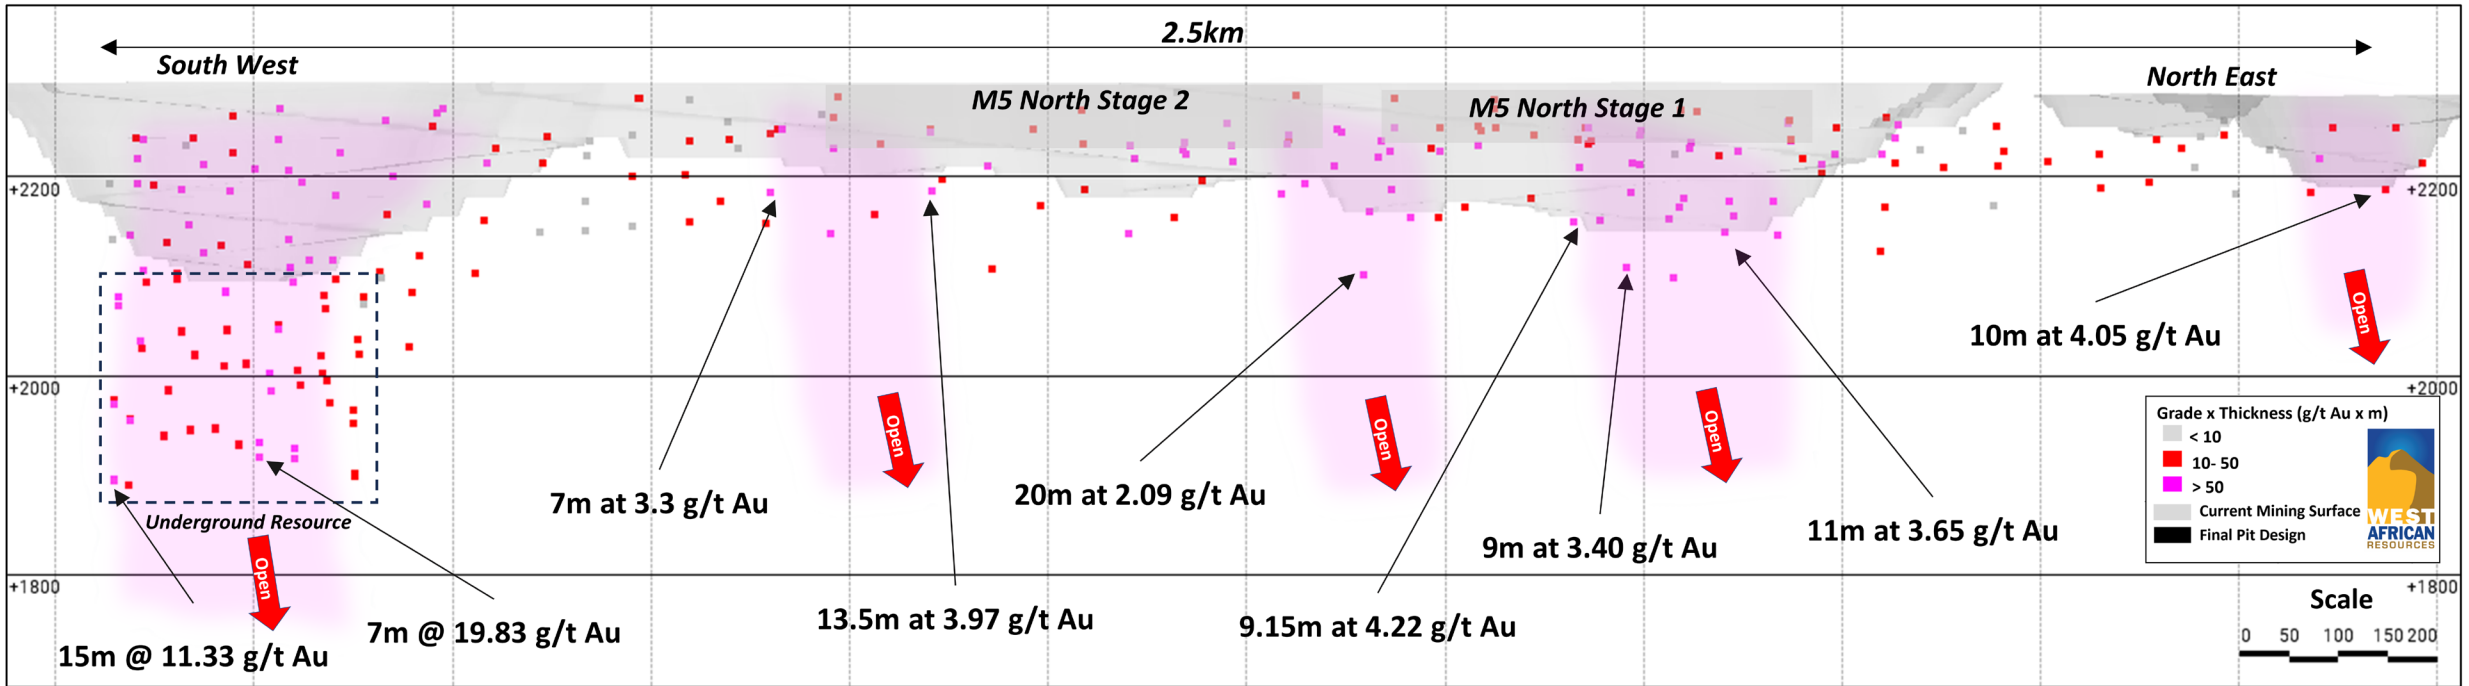 2.5km
South West
North East
M5 North Stage 2
M5 North Stage 1
+2200
+2200
10m at 4.05 g/t Au
Open
+2000
+2000
Open
Open
Open
Grade x Thickness (g/t Au x m)
< 10
10- 50
> 50
Current Mining Surface
Final Pit Design
WEST
AFRICAN
RESOURCES
7m at 3.3 g/t Au
20m at 2.09 g/t Au
Underground Resource
9m at 3.40 g/t Au
11m at 3.65 g/t Au
Open
+1800
+1800
13.5m at 3.97 g/t Au
9.15m at 4.22 g/t Au
7m @ 19.83 g/t Au
15m @ 11.33 g/t Au
Scale
0 50 100 150 200